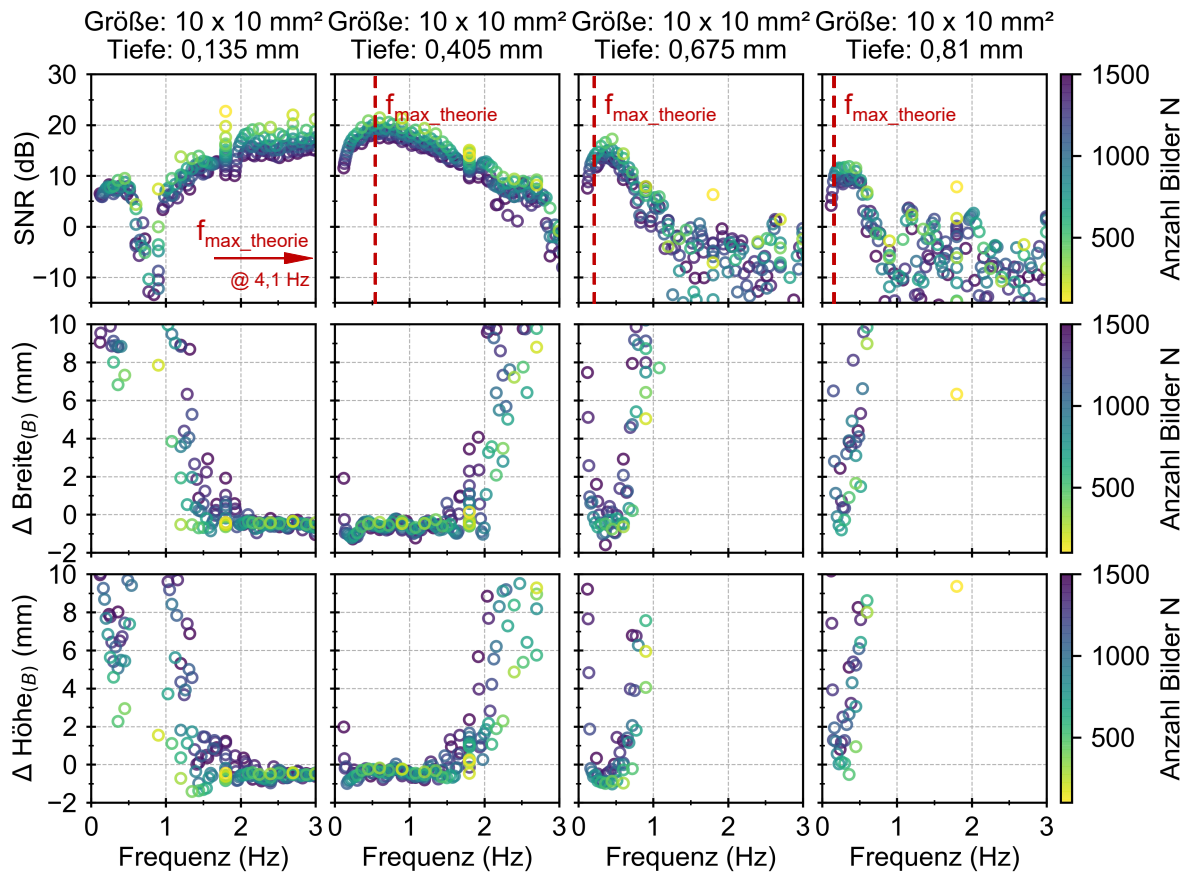 Größe: 10 x 10 mm²
Tiefe: 0,135 mm
Größe: 10 x 10 mm²
Tiefe: 0,405 mm
Größe: 10 x 10 mm²
Tiefe: 0,675 mm
Größe: 10 x 10 mm²
Tiefe: 0,81 mm
SNR (dB)
30
20
10
0
−10
f_max_theorie
@ 4,1 Hz
f_max_theorie
f_max_theorie
f_max_theorie
1500
1000
500
Anzahl Bilder N
Δ Breite_(B) (mm)
10
8
6
4
2
0
−2
1500
1000
500
Anzahl Bilder N
Δ Höhe_(B) (mm)
10
8
6
4
2
0
−2
1500
1000
500
Anzahl Bilder N
0 1 2 3
0 1 2 3
0 1 2 3
0 1 2 3
Frequenz (Hz)
Frequenz (Hz)
Frequenz (Hz)
Frequenz (Hz)